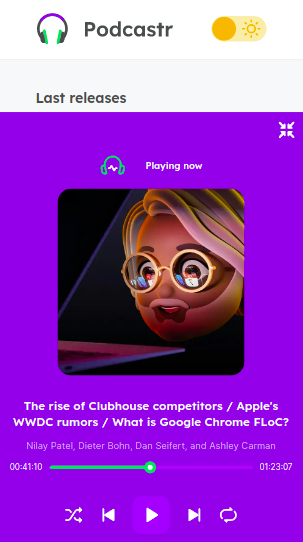 Podcastr
Last releases
Playing now
The rise of Clubhouse competitors / Apple's
WWDC rumors / What is Google Chrome FLoC?
Nilay Patel, Dieter Bohn, Dan Seifert, and Ashley Carman
00:41:10 01:23:07